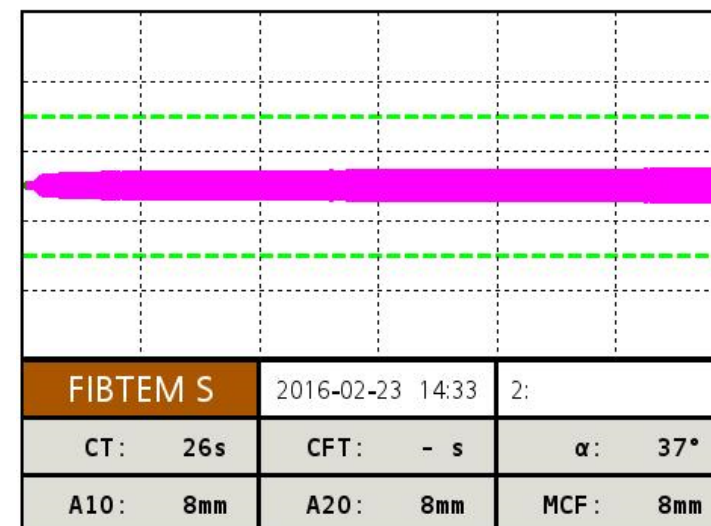 FIBTEM S 2016-02-23 14:33 2:
CT: 26s CFT: - s α: 37°
A10: 8mm A20: 8mm MCF: 8mm